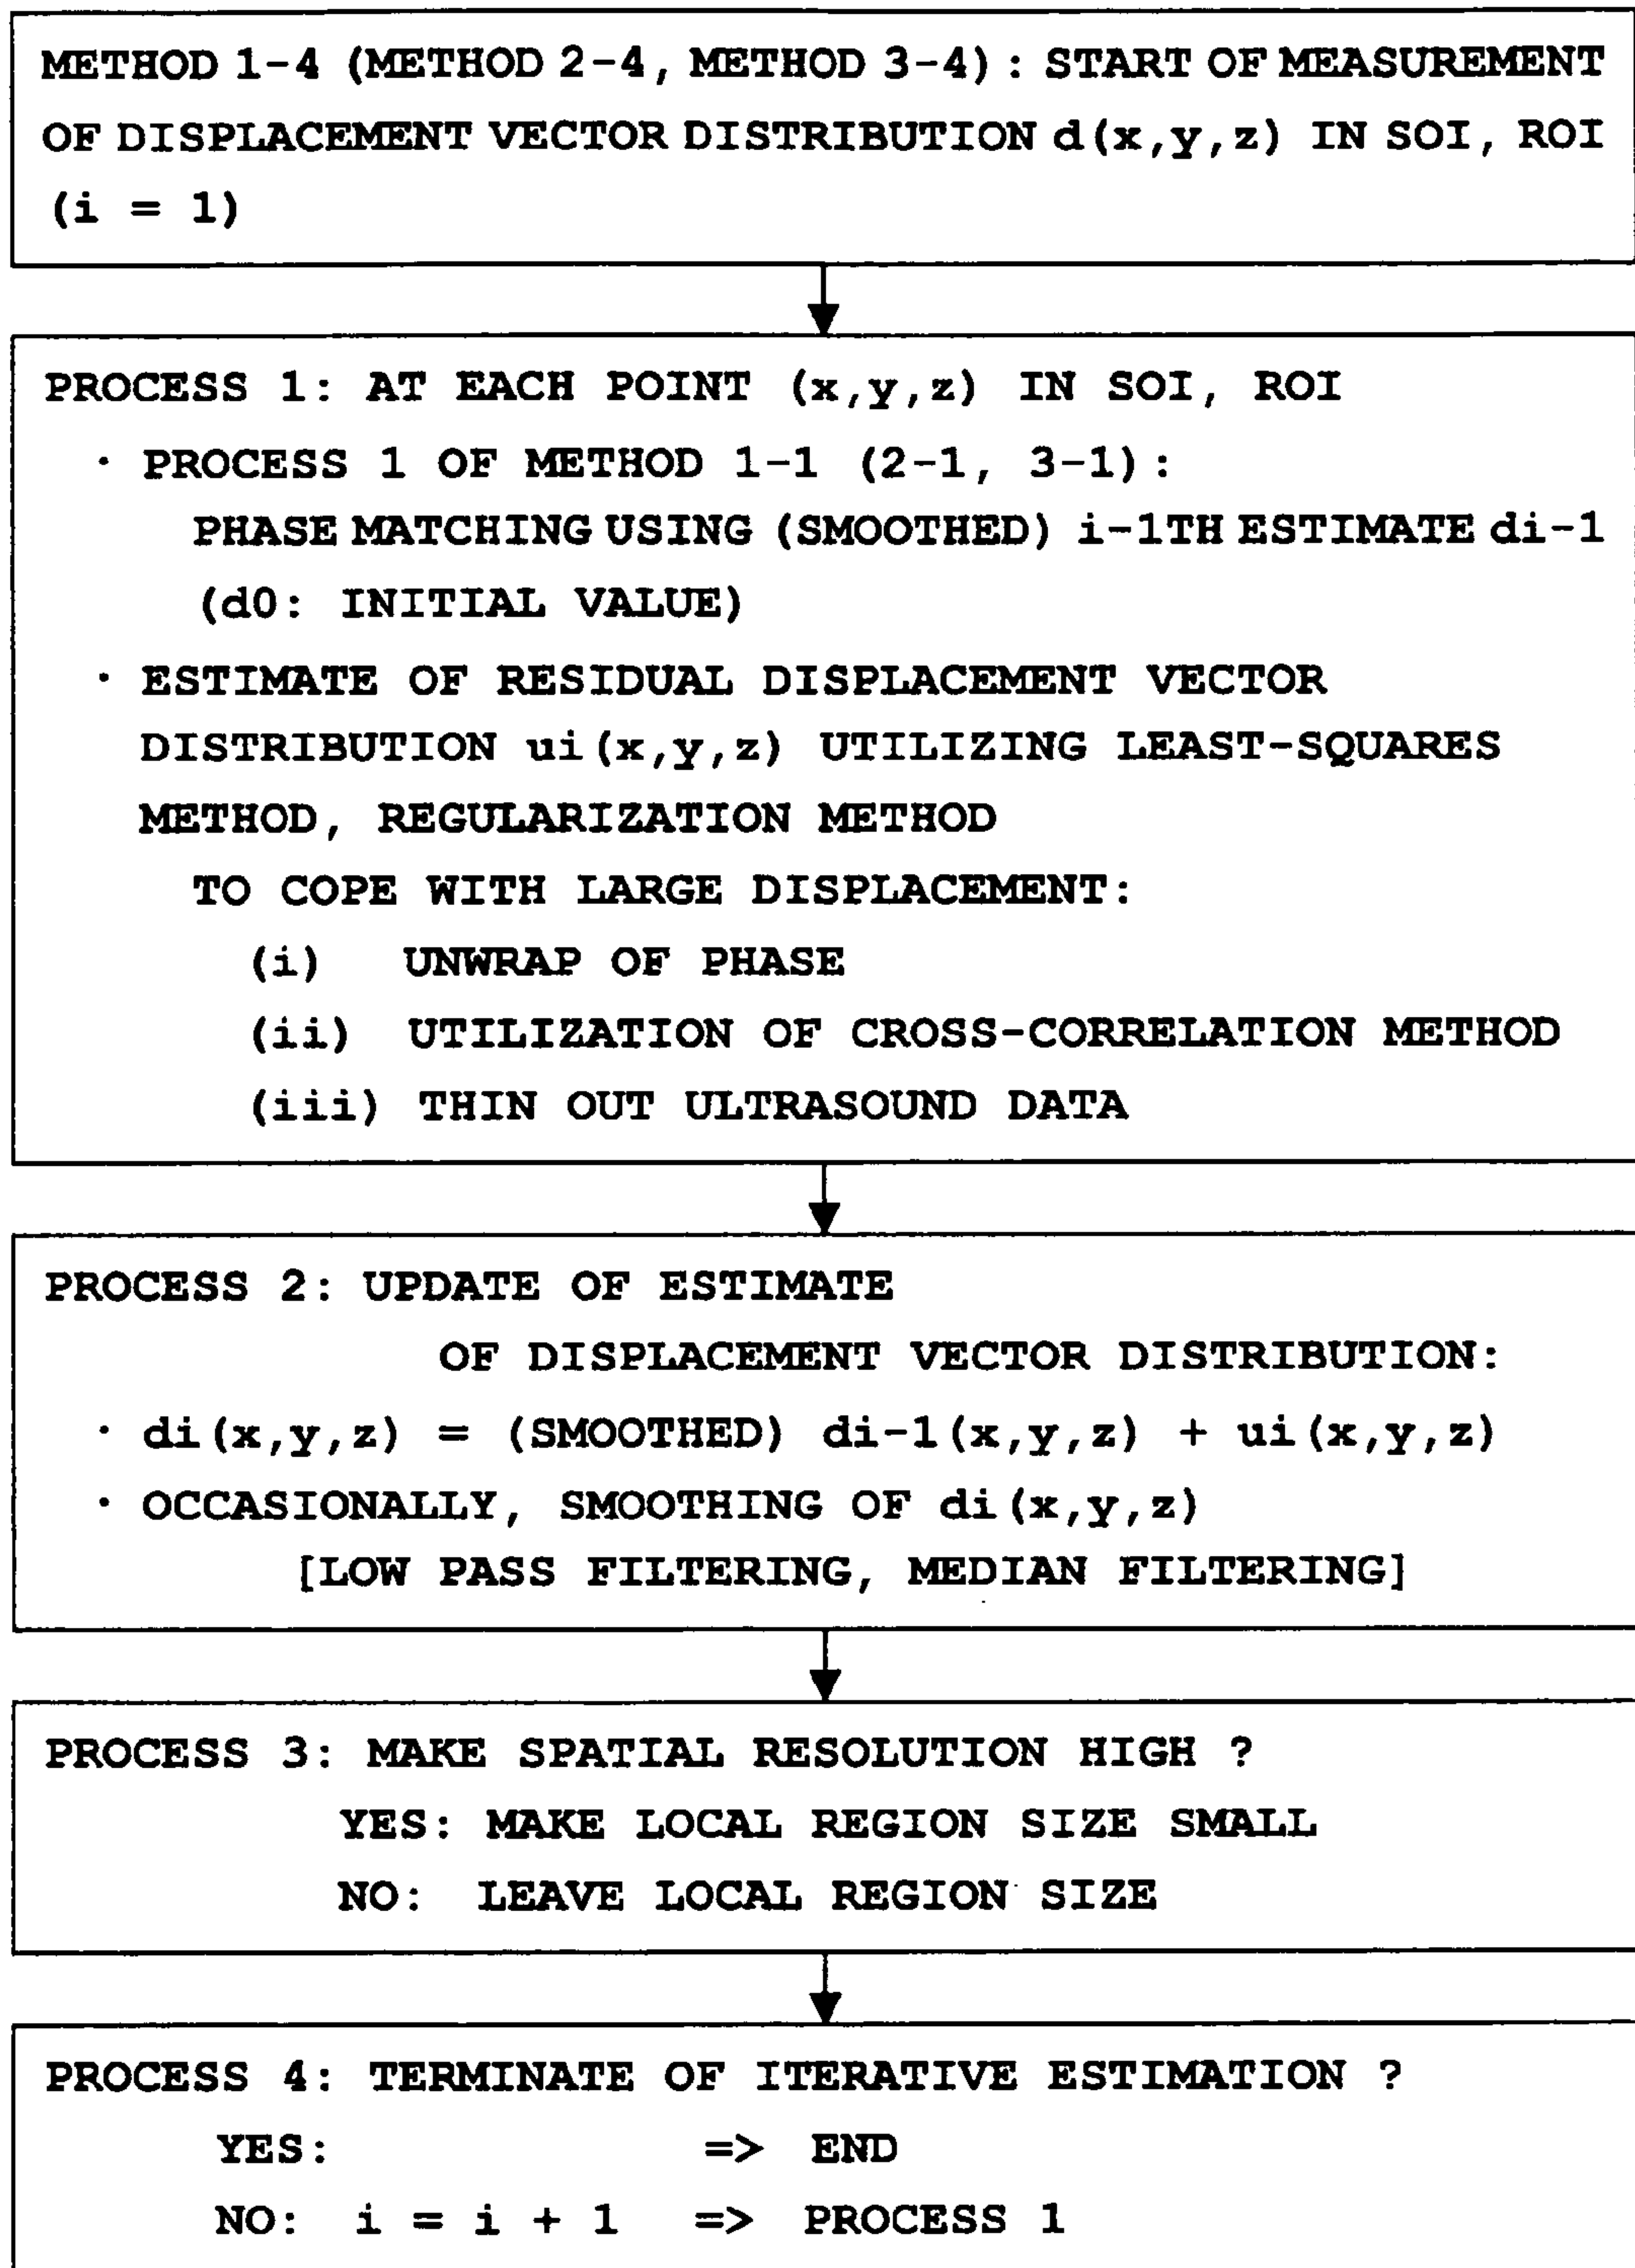 METHOD 1-4 (METHOD 2-4, METHOD 3-4): START OF MEASUREMENT
OF DISPLACEMENT VECTOR DISTRIBUTION d(x,y,z) IN SOI, ROI
(i = 1)
PROCESS 1: AT EACH POINT (x,y,z) IN SOI, ROI
· PROCESS 1 OF METHOD 1-1 (2-1, 3-1):
PHASE MATCHING USING (SMOOTHED) i-1TH ESTIMATE di-1
(d0: INITIAL VALUE)
· ESTIMATE OF RESIDUAL DISPLACEMENT VECTOR
DISTRIBUTION ui(x,y,z) UTILIZING LEAST-SQUARES
METHOD, REGULARIZATION METHOD
TO COPE WITH LARGE DISPLACEMENT:
(i) UNWRAP OF PHASE
(ii) UTILIZATION OF CROSS-CORRELATION METHOD
(iii) THIN OUT ULTRASOUND DATA
PROCESS 2: UPDATE OF ESTIMATE
OF DISPLACEMENT VECTOR DISTRIBUTION:
· di(x,y,z) = (SMOOTHED) di-1(x,y,z) + ui(x,y,z)
· OCCASIONALLY, SMOOTHING OF di(x,y,z)
[LOW PASS FILTERING, MEDIAN FILTERING]
PROCESS 3: MAKE SPATIAL RESOLUTION HIGH ?
YES: MAKE LOCAL REGION SIZE SMALL
NO: LEAVE LOCAL REGION SIZE
PROCESS 4: TERMINATE OF ITERATIVE ESTIMATION ?
YES: => END
NO: i = i + 1 => PROCESS 1